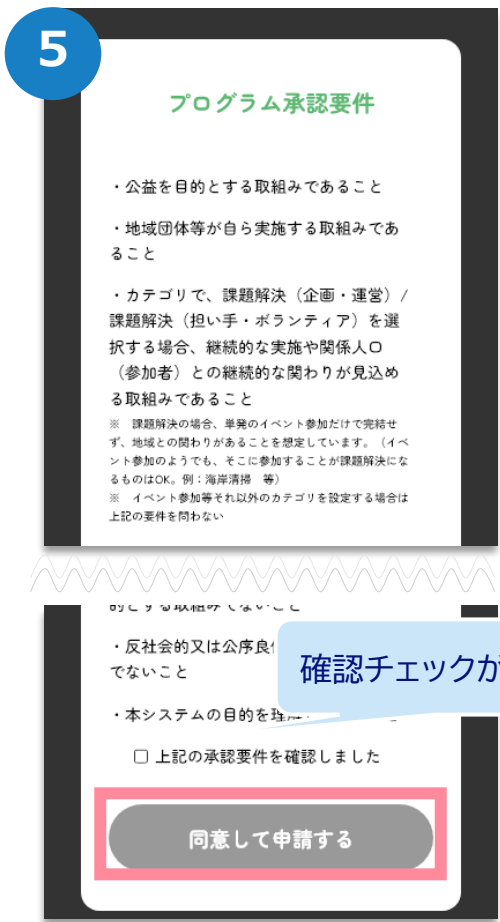 5
プログラム承認要件
・公益を目的とする取組みであること
・地域団体等が自ら実施する取組みであ
ること
・カテゴリで、課題解決（企画・運営）/
課題解決（担い手・ボランティア）を選
択する場合、継続的な実施や関係人口
（参加者）との継続的な関わりが見込め
る取組みであること
※　課題解決の場合、単発のイベント参加だけで完結せ
ず、地域との関わりがあることを想定しています。（イベ
ント参加のようでも、そこに参加することが課題解決にな
るものはOK。例：海岸清掃　等）
※　イベント参加等それ以外のカテゴリを設定する場合は
上記の要件を問わない
的とする取組みでないこと
・反社会的又は公序良
でないこと
確認チェックが
・本システムの目的を理解
上記の承認要件を確認しました
同意して申請する